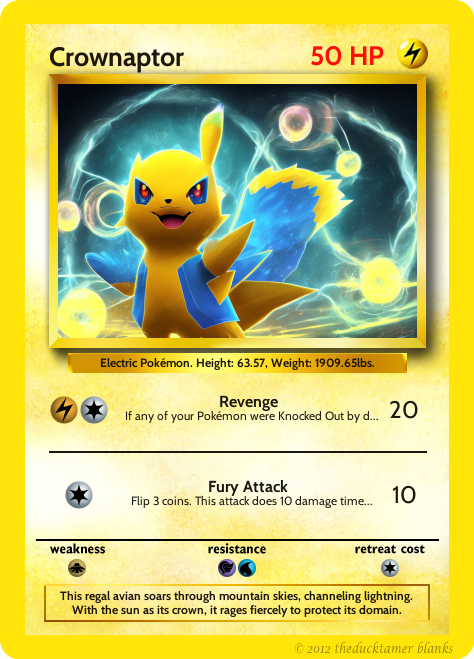 Crownaptor 50 HP
Electric Pokémon. Height: 63.57, Weight: 1909.65lbs.
Revenge
If any of your Pokémon were Knocked Out by d... 20
Fury Attack
Flip 3 coins. This attack does 10 damage time... 10
weakness resistance retreat cost
This regal avian soars through mountain skies, channeling lightning.
With the sun as its crown, it rages fiercely to protect its domain.
© 2012 theducktamer blanks